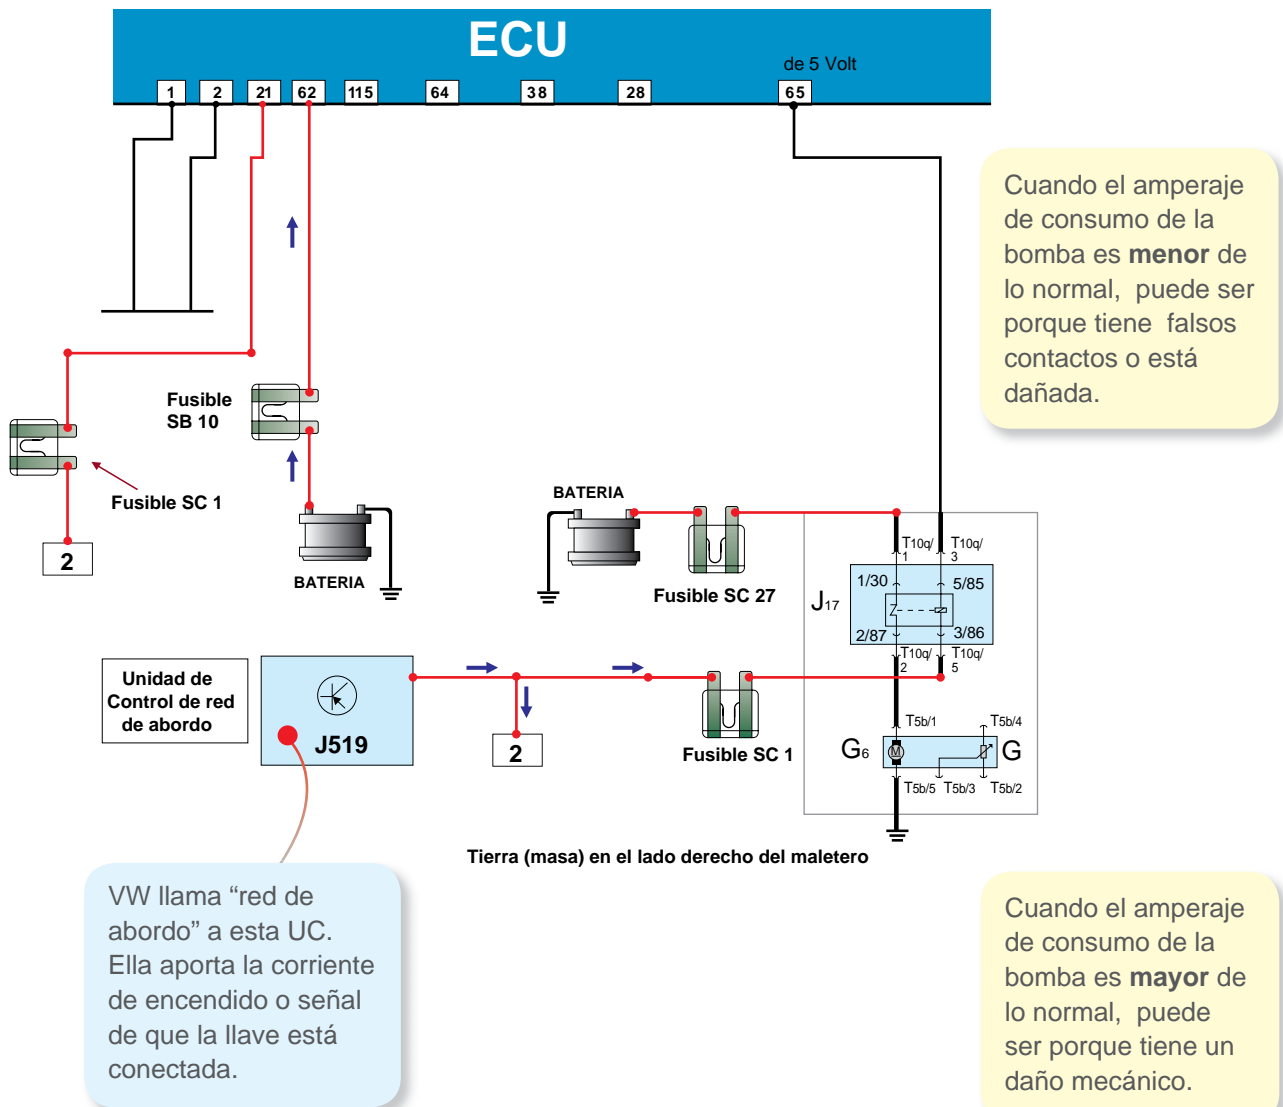 ECU
de 5 Volt
1 2 21 62 115 64 38 28 65
Cuando el amperaje
de consumo de la
bomba es menor de
lo normal, puede ser
porque tiene falsos
contactos o está
dañada.
Fusible
SB 10
Fusible SC 1
2
BATERIA
BATERIA
Fusible SC 27
T10q/
1
T10q/
3
1/30
5/85
J17
2/87
3/86
T10q/
2
T10q/
5
Unidad de
Control de red
de abordo
J519
2
Fusible SC 1
T5b/1
T5b/4
G6
M
G
T5b/5
T5b/3
T5b/2
Tierra (masa) en el lado derecho del maletero
VW llama “red de
abordo” a esta UC.
Ella aporta la corriente
de encendido o señal
de que la llave está
conectada.
Cuando el amperaje
de consumo de la
bomba es mayor de
lo normal, puede
ser porque tiene un
daño mecánico.